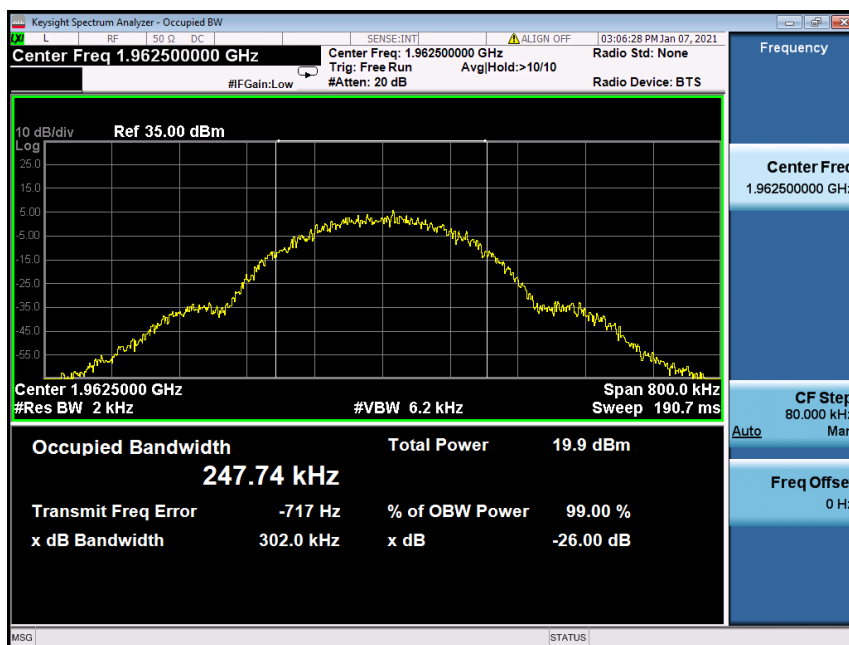 Keysight Spectrum Analyzer - Occupied BW
LXI L RF 50 Ω DC SENSE:INT ALIGN OFF 03:06:28 PM Jan 07, 2021
Center Freq 1.962500000 GHz
Center Freq: 1.962500000 GHz
Radio Std: None
Trig: Free Run Avg|Hold:>10/10
#IFGain:Low
#Atten: 20 dB
Radio Device: BTS
10 dB/div Ref 35.00 dBm
Log
25.0
15.0
5.00
-5.00
-15.0
-25.0
-35.0
-45.0
-55.0
Center 1.9625000 GHz Span 800.0 kHz
#Res BW 2 kHz #VBW 6.2 kHz Sweep 190.7 ms
Occupied Bandwidth Total Power 19.9 dBm
247.74 kHz
Transmit Freq Error -717 Hz % of OBW Power 99.00 %
x dB Bandwidth 302.0 kHz x dB -26.00 dB
MSG STATUS
Frequency
Center Freq
1.962500000 GHz
CF Step
80.000 kHz
Auto Man
Freq Offset
0 Hz